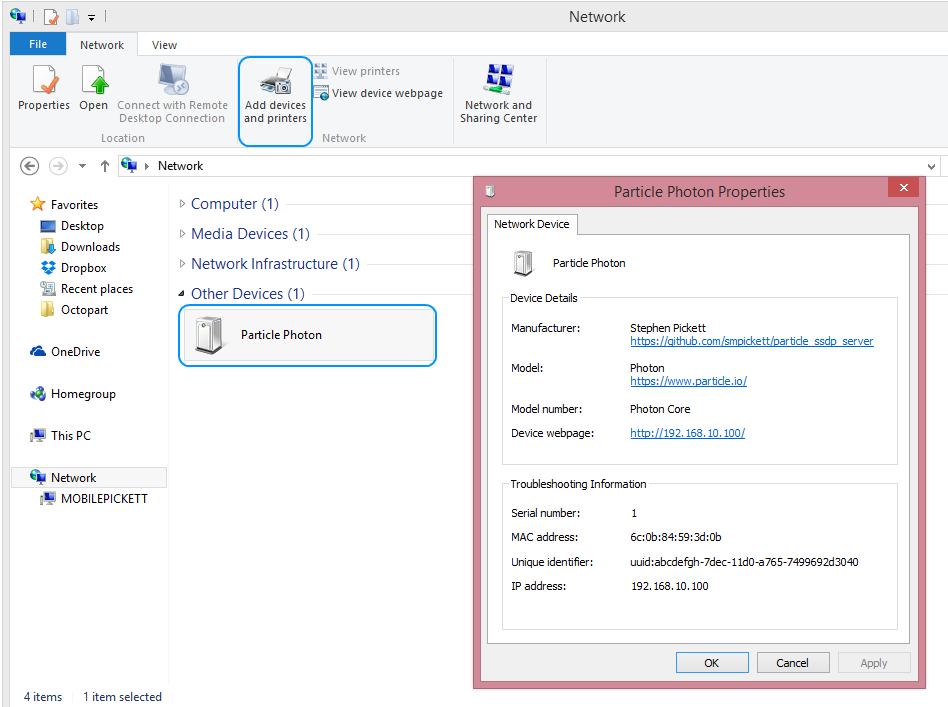 Network
File
Network
View
Properties
Open
Connect with Remote
Desktop Connection
Add devices
and printers
View printers
View device webpage
Network and
Sharing Center
Location
Network
Network
Favorites
Desktop
Downloads
Dropbox
Recent places
Octopart
OneDrive
Homegroup
This PC
Network
MOBILEPICKETT
Computer (1)
Media Devices (1)
Network Infrastructure (1)
Other Devices (1)
Particle Photon
Particle Photon Properties
Network Device
Particle Photon
Device Details
Manufacturer: Stephen Pickett
https://github.com/smpickett/particle_ssdp_server
Model: Photon
https://www.particle.io/
Model number: Photon Core
Device webpage: http://192.168.10.100/
Troubleshooting Information
Serial number: 1
MAC address: 6c:0b:84:59:3d:0b
Unique identifier: uuid:abcdefgh-7dec-11d0-a765-7499692d3040
IP address: 192.168.10.100
OK
Cancel
Apply
4 items
1 item selected